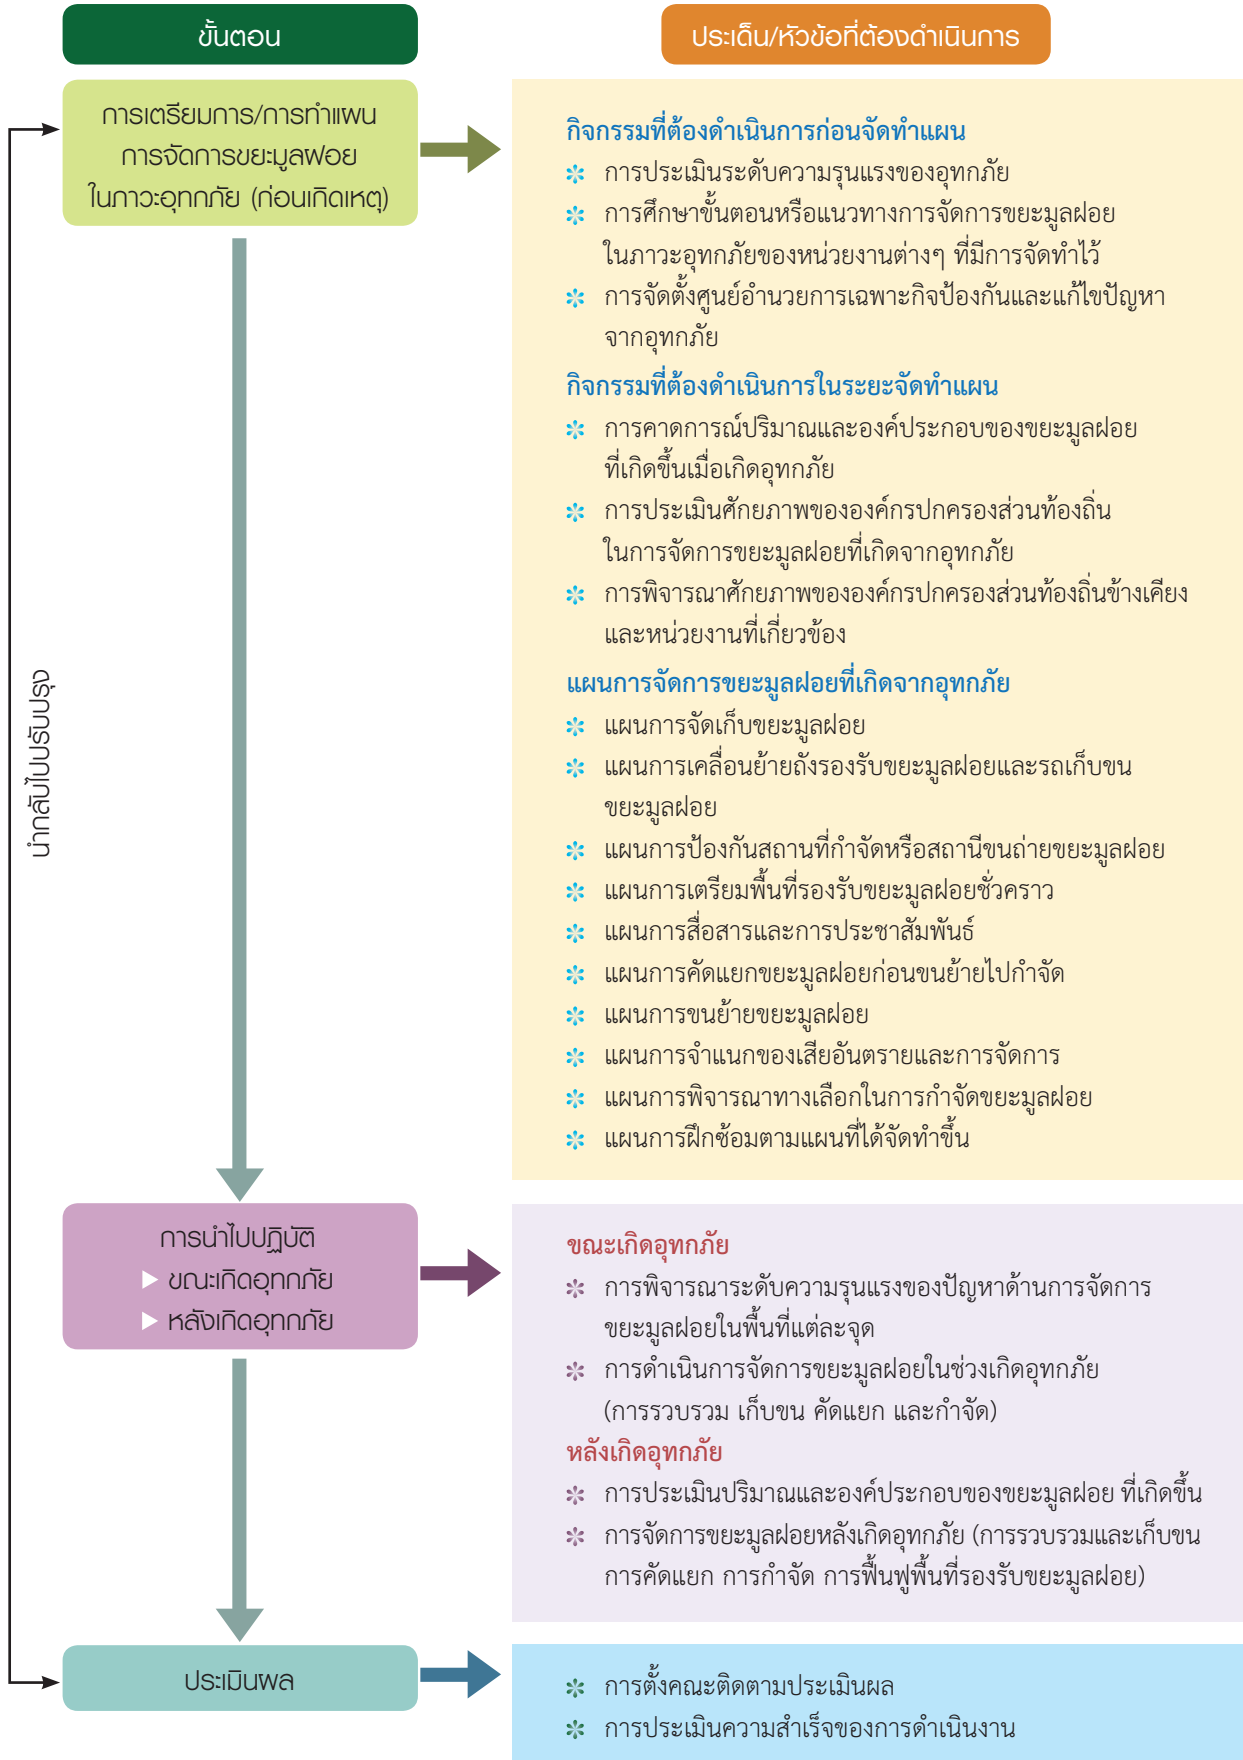 ขั้นตอน
ประเด็น/หัวข้อที่ต้องดำเนินการ
การเตรียมการ/การทำแผน
การจัดการขยะมูลฝอย
ในภาวะอุทกภัย (ก่อนเกิดเหตุ)
กิจกรรมที่ต้องดำเนินการก่อนจัดทำแผน
การประเมินระดับความรุนแรงของอุทกภัย
การศึกษาขั้นตอนหรือแนวทางการจัดการขยะมูลฝอย
ในภาวะอุทกภัยของหน่วยงานต่างๆ ที่มีการจัดทำไว้
การจัดตั้งศูนย์อำนวยการเฉพาะกิจป้องกันและแก้ไขปัญหา
จากอุทกภัย
กิจกรรมที่ต้องดำเนินการในระยะจัดทำแผน
การคาดการณ์ปริมาณและองค์ประกอบของขยะมูลฝอย
ที่เกิดขึ้นเมื่อเกิดอุทกภัย
การประเมินศักยภาพขององค์กรปกครองส่วนท้องถิ่น
ในการจัดการขยะมูลฝอยที่เกิดจากอุทกภัย
การพิจารณาศักยภาพขององค์กรปกครองส่วนท้องถิ่นข้างเคียง
และหน่วยงานที่เกี่ยวข้อง
แผนการจัดการขยะมูลฝอยที่เกิดจากอุทกภัย
แผนการจัดเก็บขยะมูลฝอย
แผนการเคลื่อนย้ายถังรองรับขยะมูลฝอยและรถเก็บขน
ขยะมูลฝอย
แผนการป้องกันสถานที่กำจัดหรือสถานีขนถ่ายขยะมูลฝอย
แผนการเตรียมพื้นที่รองรับขยะมูลฝอยชั่วคราว
แผนการสื่อสารและการประชาสัมพันธ์
แผนการคัดแยกขยะมูลฝอยก่อนขนย้ายไปกำจัด
แผนการขนย้ายขยะมูลฝอย
แผนการจำแนกของเสียอันตรายและการจัดการ
แผนการพิจารณาทางเลือกในการกำจัดขยะมูลฝอย
แผนการฝึกซ้อมตามแผนที่ได้จัดทำขึ้น
นำกลับไปปรับปรุง
การนำไปปฏิบัติ
ขณะเกิดอุทกภัย
หลังเกิดอุทกภัย
ขณะเกิดอุทกภัย
การพิจารณาระดับความรุนแรงของปัญหาด้านการจัดการ
ขยะมูลฝอยในพื้นที่แต่ละจุด
การดำเนินการจัดการขยะมูลฝอยในช่วงเกิดอุทกภัย
(การรวบรวม เก็บขน คัดแยก และกำจัด)
หลังเกิดอุทกภัย
การประเมินปริมาณและองค์ประกอบของขยะมูลฝอย ที่เกิดขึ้น
การจัดการขยะมูลฝอยหลังเกิดอุทกภัย (การรวบรวมและเก็บขน
การคัดแยก การกำจัด การฟื้นฟูพื้นที่รองรับขยะมูลฝอย)
ประเมินผล
การตั้งคณะติดตามประเมินผล
การประเมินความสำเร็จของการดำเนินงาน